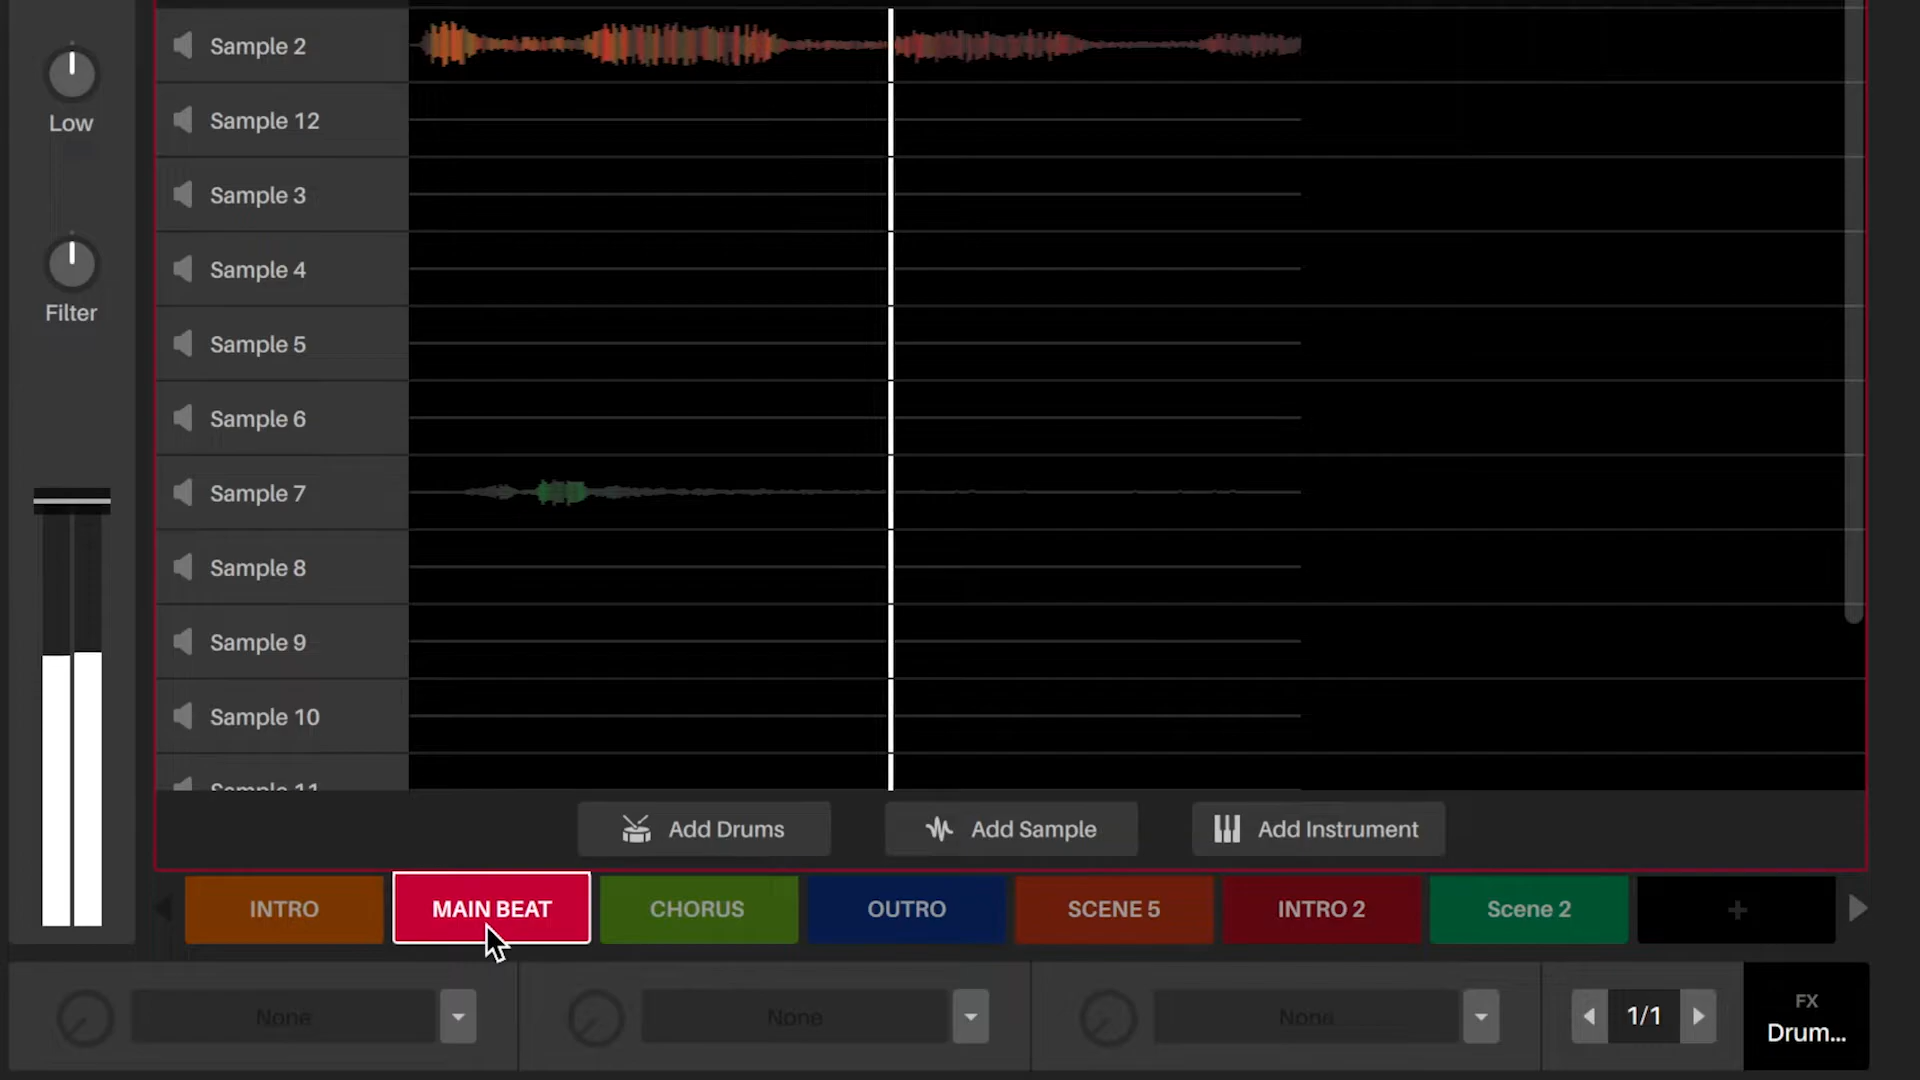 Sample 2
Sample 12
Low
Sample 3
Sample 4
Filter
Sample 5
Sample 6
Sample 7
Sample 8
Sample 9
Sample 10
Sample 11
Add Drums
Add Sample
Add Instrument
INTRO
MAIN BEAT
CHORUS
OUTRO
SCENE 5
INTRO 2
Scene 2
+
None
None
None
1/1
FX
Drum...